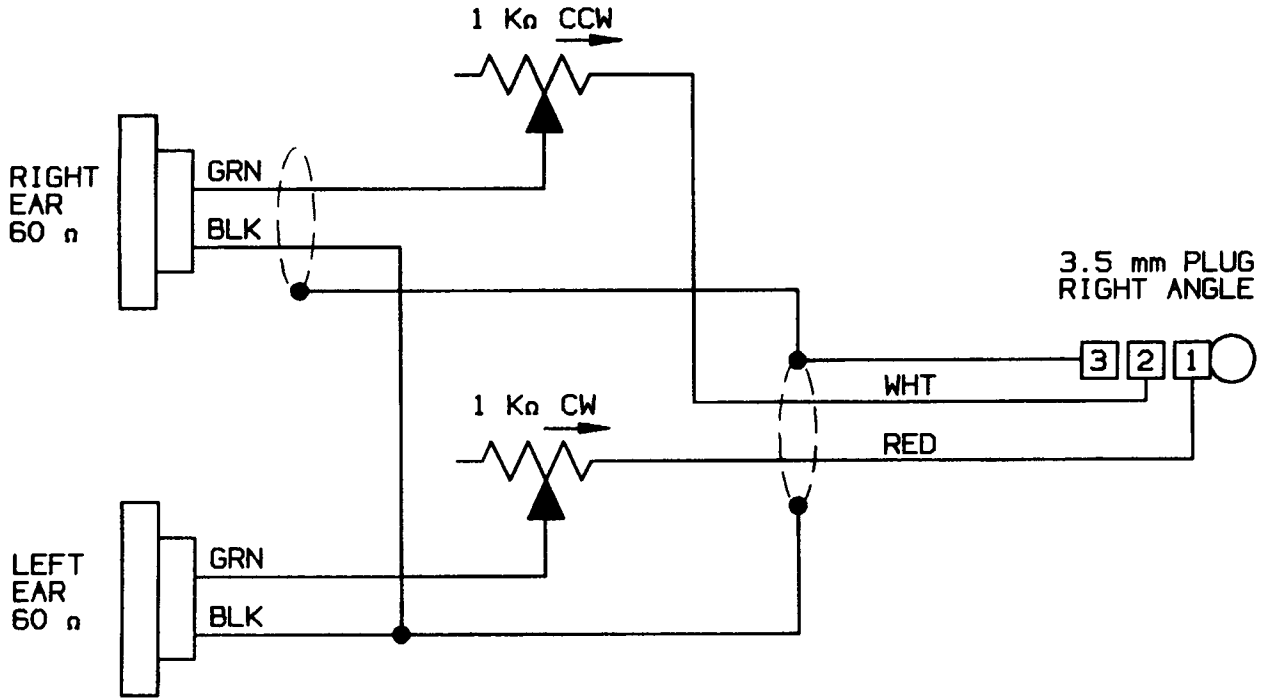 1 KΩ CCW
RIGHT
EAR
60 Ω
GRN
BLK
3.5 mm PLUG
RIGHT ANGLE
3 2 1
WHT
1 KΩ CW
RED
LEFT
EAR
60 Ω
GRN
BLK